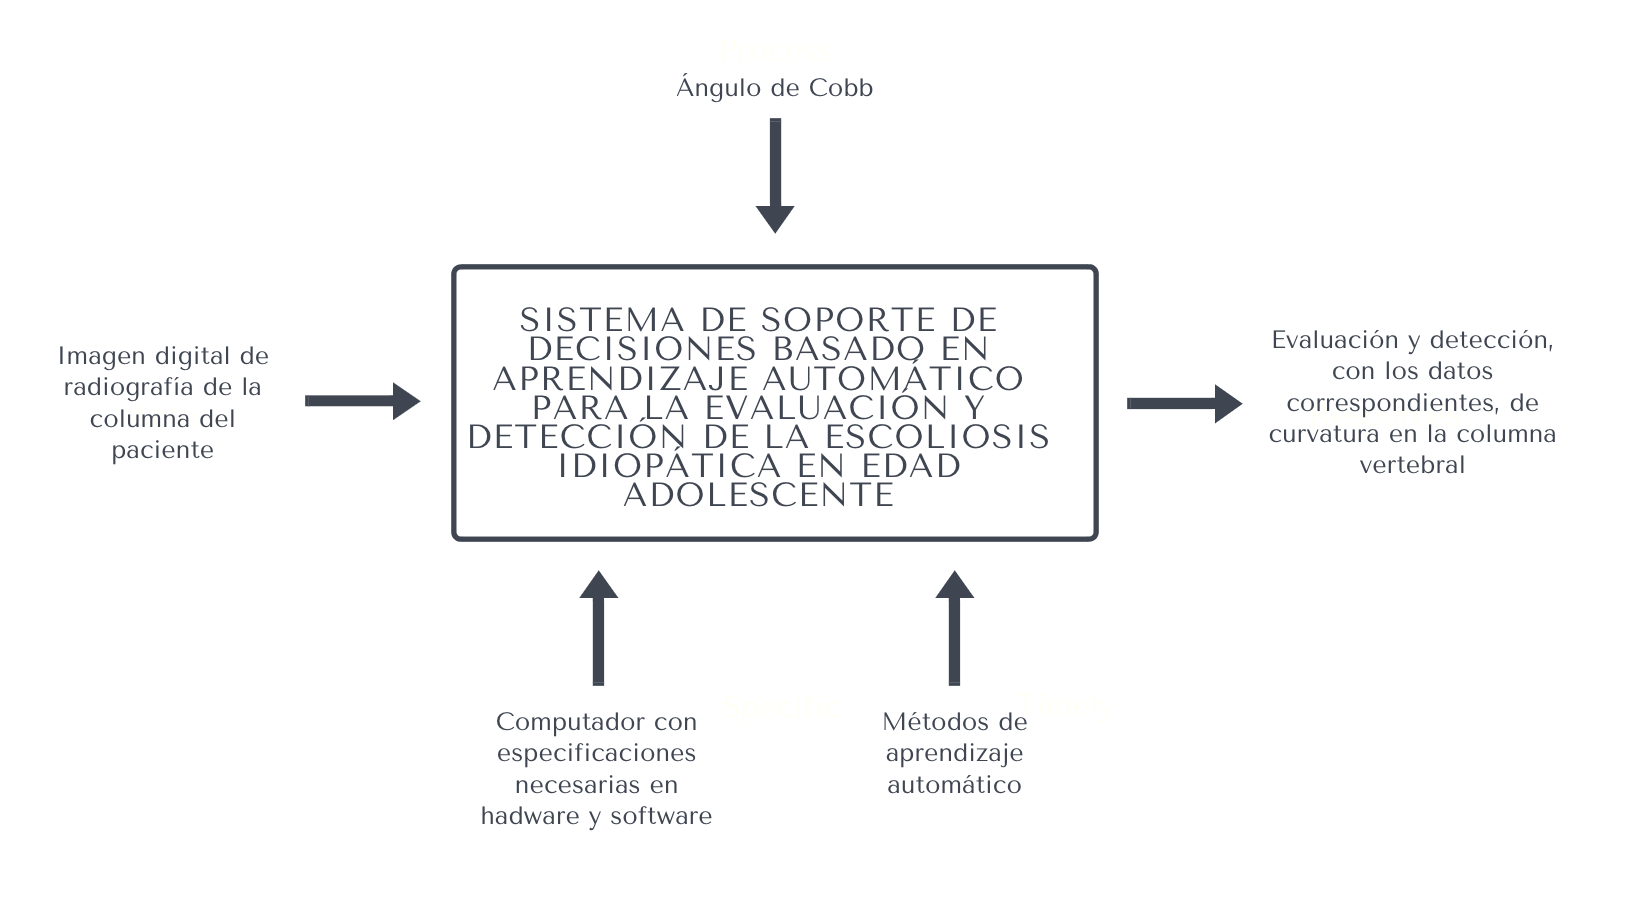 Ángulo de Cobb
SISTEMA DE SOPORTE DE
DECISIONES BASADO EN
APRENDIZAJE AUTOMÁTICO
PARA LA EVALUACIÓN Y
DETECCIÓN DE LA ESCOLIOSIS
IDIOPÁTICA EN EDAD
ADOLESCENTE
Imagen digital de
radiografía de la
columna del
paciente
Evaluación y detección,
con los datos
correspondientes, de
curvatura en la columna
vertebral
Computador con
especificaciones
necesarias en
hadware y software
Métodos de
aprendizaje
automático